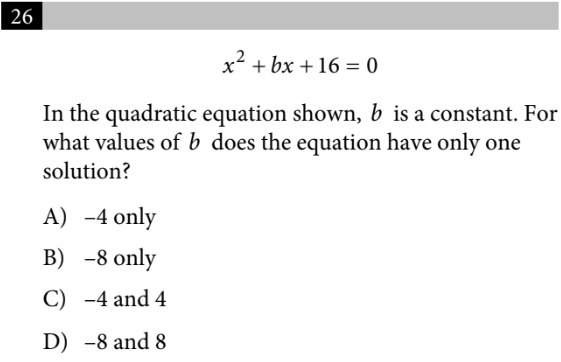 26
x² + bx + 16 = 0
In the quadratic equation shown, b is a constant. For
what values of b does the equation have only one
solution?
A) –4 only
B) –8 only
C) –4 and 4
D) –8 and 8